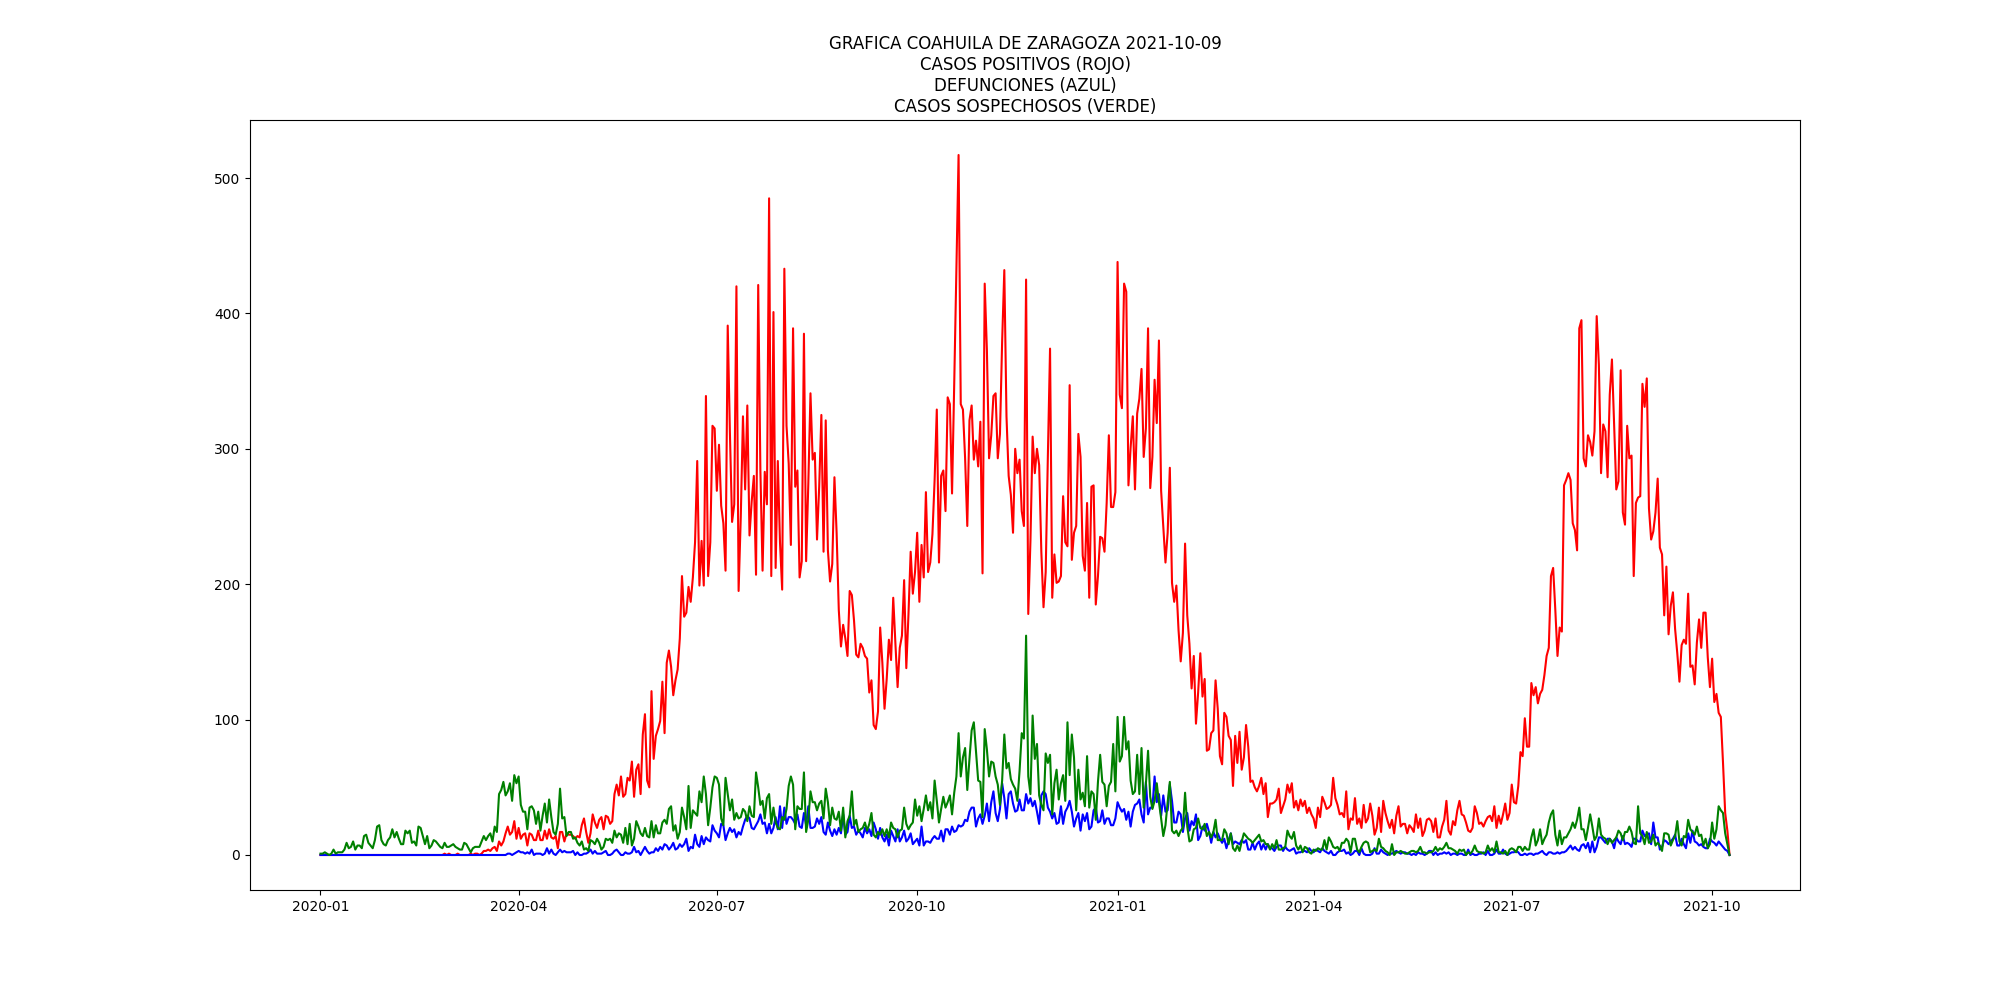 GRAFICA COAHUILA DE ZARAGOZA 2021-10-09
CASOS POSITIVOS (ROJO)
DEFUNCIONES (AZUL)
CASOS SOSPECHOSOS (VERDE)
500
400
300
200
100
0
2020-01 2020-04 2020-07 2020-10 2021-01 2021-04 2021-07 2021-10